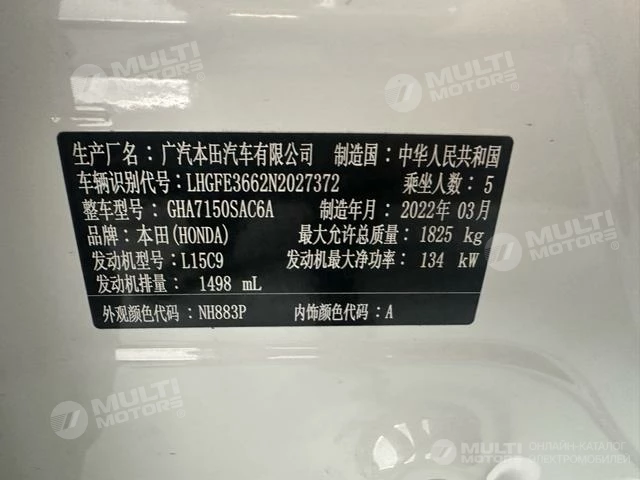 MULTI MOTORS
MULTI MOTORS
生产厂名：广汽本田汽车有限公司 制造国：中华人民共和国
车辆识别代号：LHGFE3662N2027372 乘坐人数：5
整车型号：GHA7150SAC6A 制造年月：2022年03月
品牌：本田(HONDA) 最大允许总质量：1825 kg
发动机型号：L15C9 发动机最大净功率：134 kW
发动机排量：1498 mL
外观颜色代码：NH883P 内饰颜色代码：A
MULTI MOTORS
MULTI MOTORS
MULTI MOTORS
ОНЛАЙН-КАТАЛОГ
ЭЛЕКТРОМОБИЛЕЙ